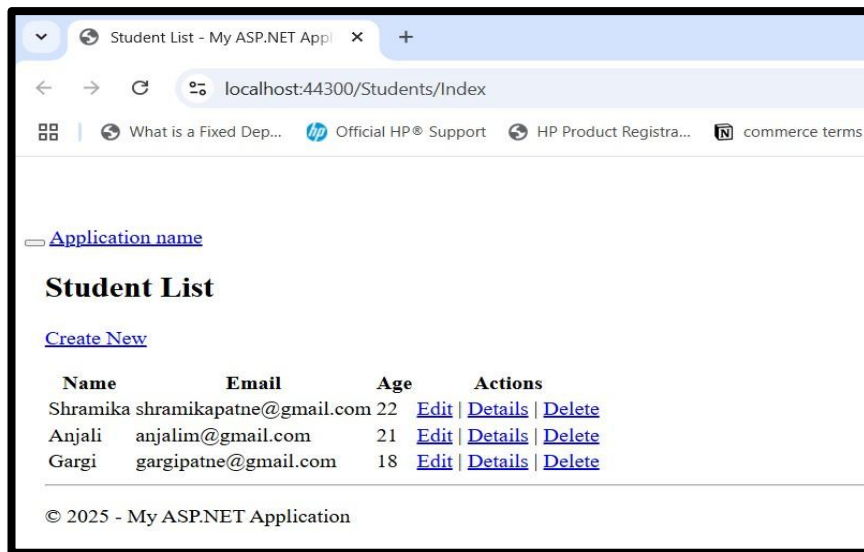 Student List - My ASP.NET Appl
localhost:44300/Students/Index
What is a Fixed Dep... Official HP® Support HP Product Registra... commerce terms
Application name
Student List
Create New
Name Email Age Actions
Shramika shramikapatne@gmail.com 22 Edit | Details | Delete
Anjali anjalim@gmail.com 21 Edit | Details | Delete
Gargi gargipatne@gmail.com 18 Edit | Details | Delete
© 2025 - My ASP.NET Application